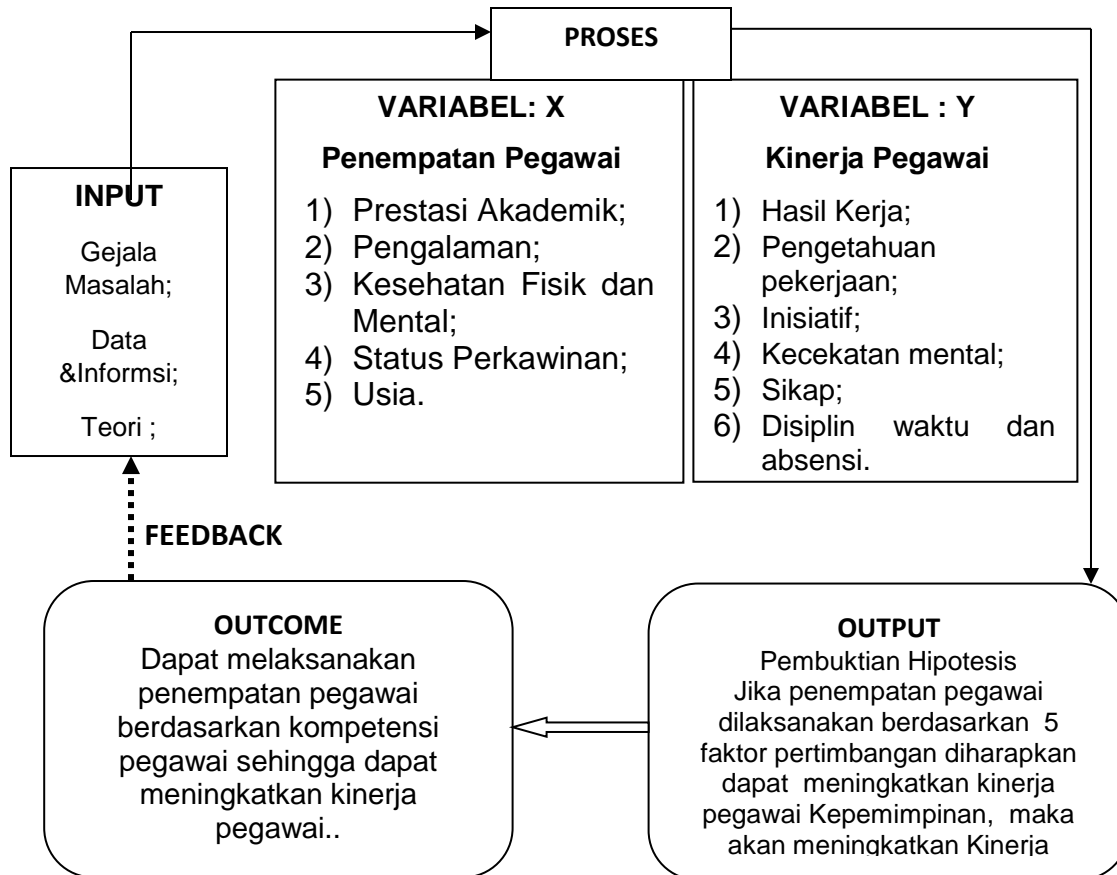 PROSES
VARIABEL: X
Penempatan Pegawai
1) Prestasi Akademik;
2) Pengalaman;
3) Kesehatan Fisik dan
Mental;
4) Status Perkawinan;
5) Usia.
VARIABEL : Y
Kinerja Pegawai
1) Hasil Kerja;
2) Pengetahuan
pekerjaan;
3) Inisiatif;
4) Kecekatan mental;
5) Sikap;
6) Disiplin waktu dan
absensi.
INPUT
Gejala
Masalah;
Data
&Informsi;
Teori ;
FEEDBACK
OUTCOME
Dapat melaksanakan
penempatan pegawai
berdasarkan kompetensi
pegawai sehingga dapat
meningkatkan kinerja
pegawai..
OUTPUT
Pembuktian Hipotesis
Jika penempatan pegawai
dilaksanakan berdasarkan 5
faktor pertimbangan diharapkan
dapat meningkatkan kinerja
pegawai Kepemimpinan, maka
akan meningkatkan Kinerja